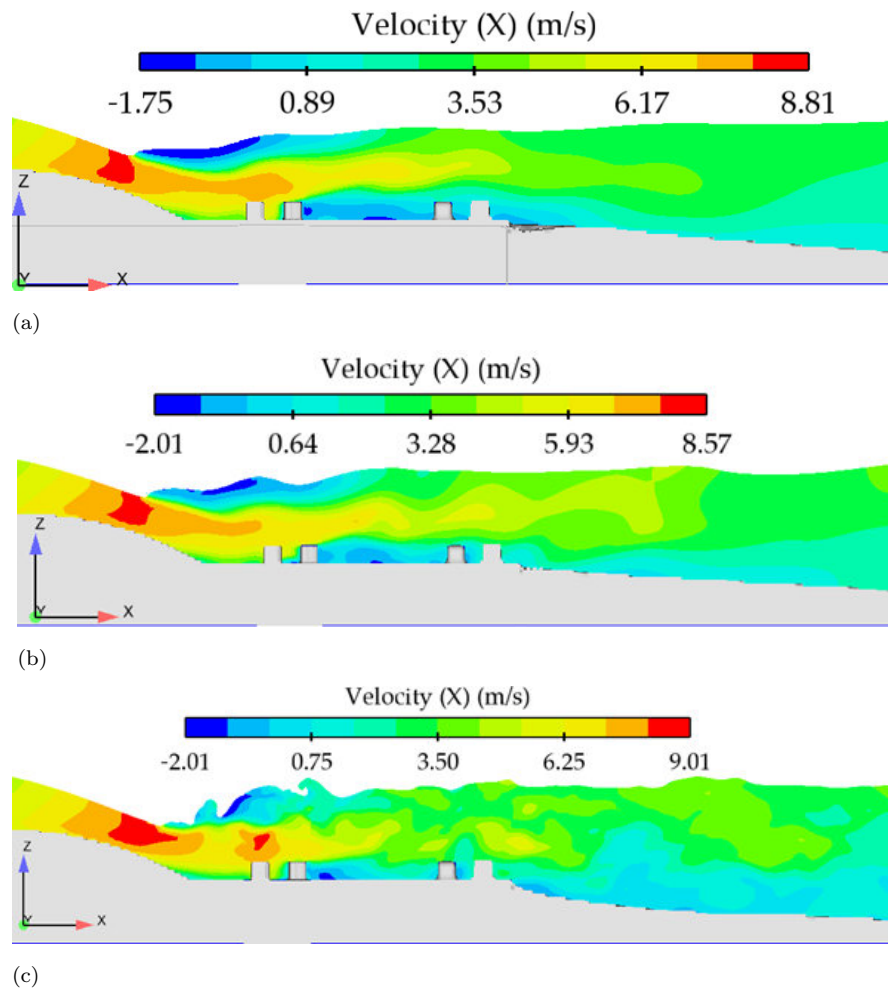 Velocity (X) (m/s)
-1.75 0.89 3.53 6.17 8.81
Z
Y X
(a)
Velocity (X) (m/s)
-2.01 0.64 3.28 5.93 8.57
Z
Y X
(b)
Velocity (X) (m/s)
-2.01 0.75 3.50 6.25 9.01
Z
Y X
(c)